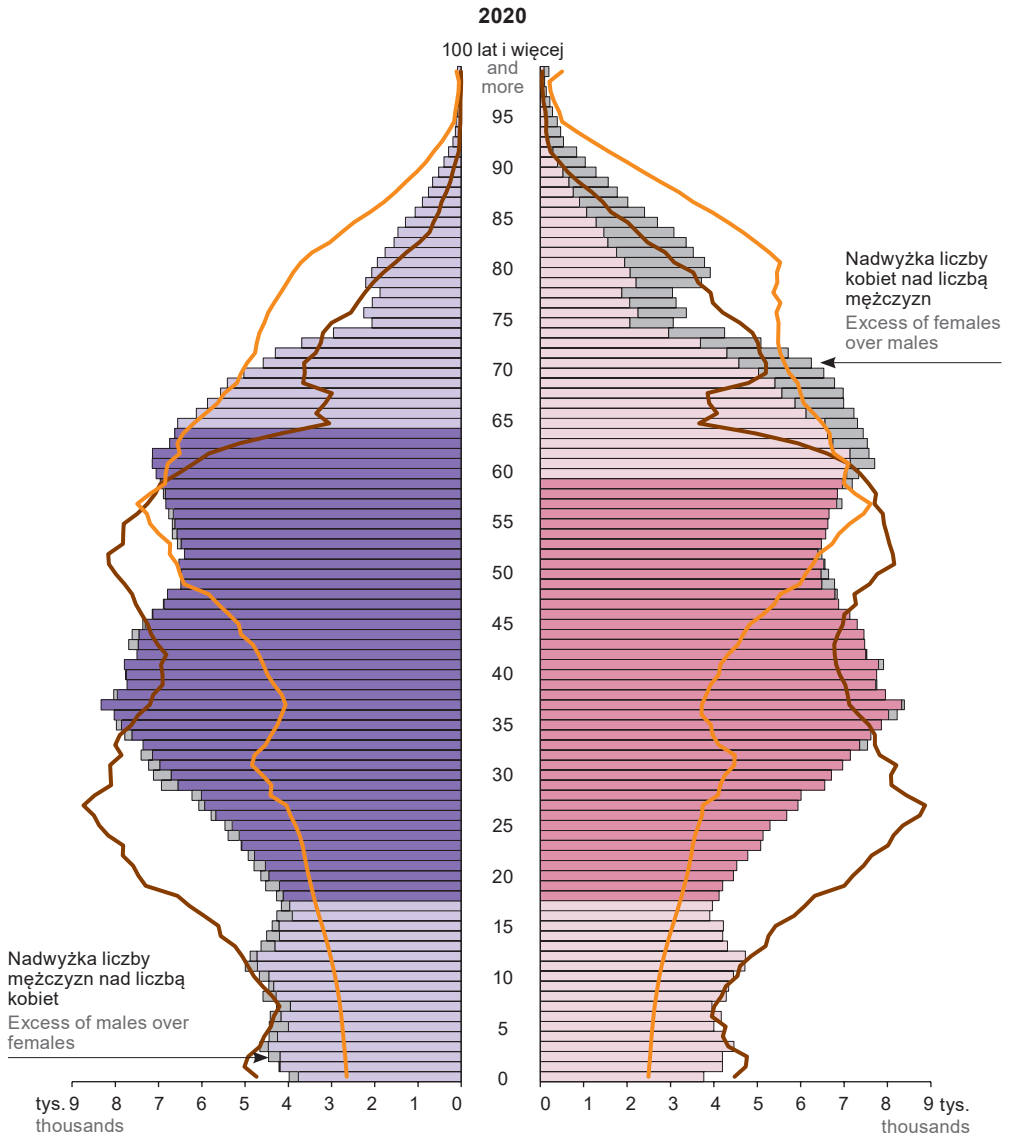 2020
100 lat i więcej
and
more
95
90
85
80
75
70
65
60
55
50
45
40
35
30
25
20
15
10
5
0
Nadwyżka liczby
kobiet nad liczbą
mężczyzn
Excess of females
over males
Nadwyżka liczby
mężczyzn nad liczbą
kobiet
Excess of males over
females
tys. 9 8 7 6 5 4 3 2 1 0
thousands
0 1 2 3 4 5 6 7 8 9 tys.
thousands